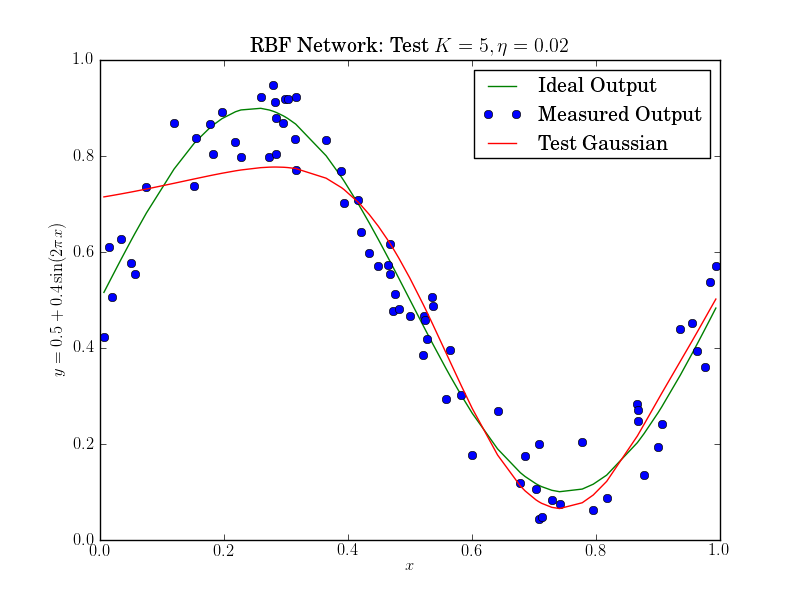 RBF Network: Test K = 5, η = 0.02
Ideal Output
Measured Output
Test Gaussian
y = 0.5 + 0.4 sin(2πx)
1.0
0.8
0.6
0.4
0.2
0.0
0.0 0.2 0.4 0.6 0.8 1.0
x